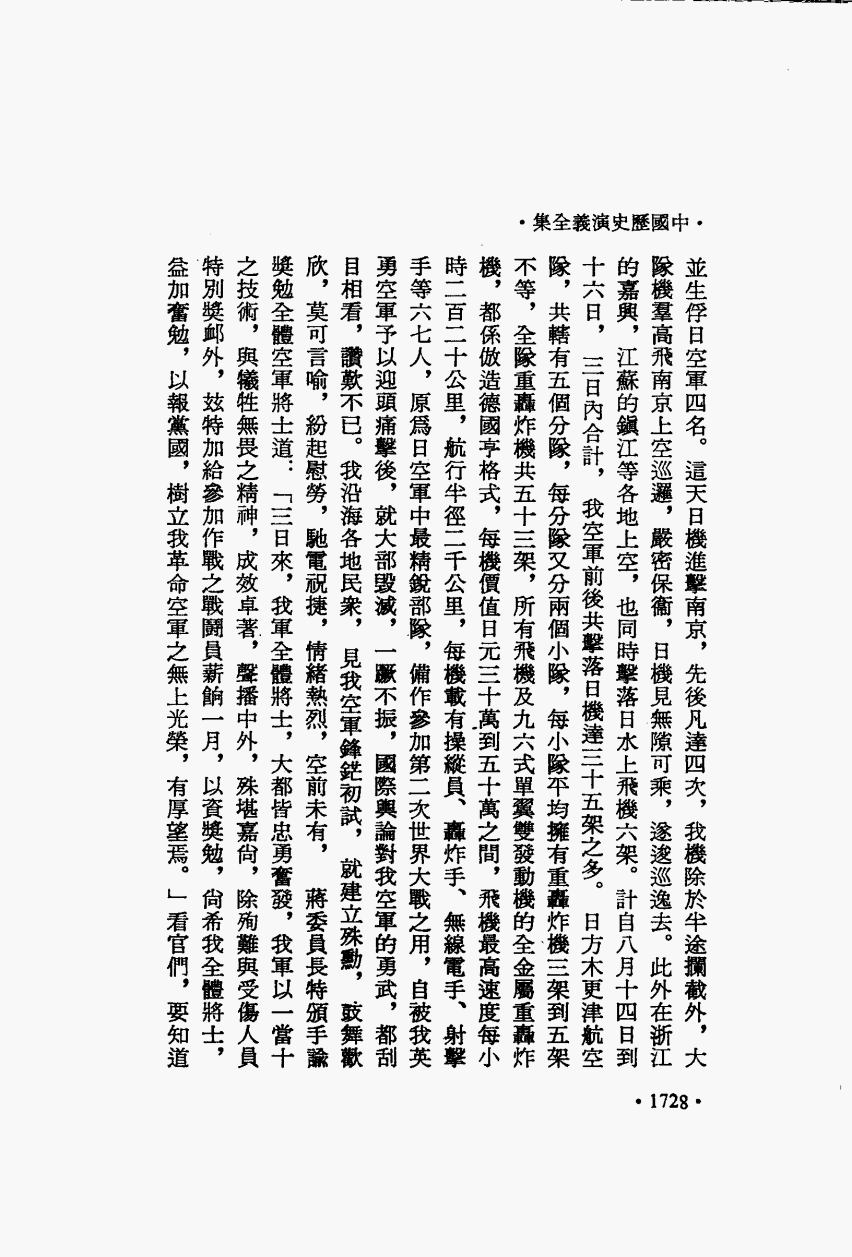 ・中國歷史演義全集・
並生俘日空軍四名。這天日機進擊南京，先後凡達四次，我機除於半途攔截外，大
隊機羣高飛南京上空巡邏，嚴密保衞，日機見無隙可乘，遂逡巡逸去。此外在浙江
的嘉興，江蘇的鎮江等各地上空，也同時擊落日水上飛機六架。計自八月十四日到
十六日，三日內合計，我空軍前後共擊落日機達三十五架之多。日方木更津航空
隊，共轄有五個分隊，每分隊又分兩個小隊，每小隊平均擁有重轟炸機三架到五架
不等，全隊重轟炸機共五十三架，所有飛機及九六式單翼雙發動機的全金屬重轟炸
機，都係倣造德國亨格式，每機價值日元三十萬到五十萬之間，飛機最高速度每小
時二百二十公里，航行半徑二千公里，每機載有操縱員、轟炸手、無線電手、射擊
手等六七人，原爲日空軍中最精銳部隊，備作參加第二次世界大戰之用，自被我英
勇空軍予以迎頭痛擊後，就大部毀滅，一蹶不振，國際輿論對我空軍的勇武，都刮
目相看，讚歎不已。我沿海各地民衆，見我空軍鋒鋩初試，就建立殊勳，鼓舞歡
欣，莫可言喻，紛起慰勞，馳電祝捷，情緒熱烈，空前未有，蔣委員長特頒手諭
獎勉全體空軍將士道：「三日來，我軍全體將士，大都皆忠勇奮發，我軍以一當十
之技術，與犧牲無畏之精神，成效卓著，聲播中外，殊堪嘉尚，除殉難與受傷人員
特別獎卹外，玆特加給參加作戰之戰鬭員薪餉一月，以資獎勉，尙希我全體將士，
益加奮勉，以報黨國，樹立我革命空軍之無上光榮，有厚望焉。」看官們，要知道
・1728・